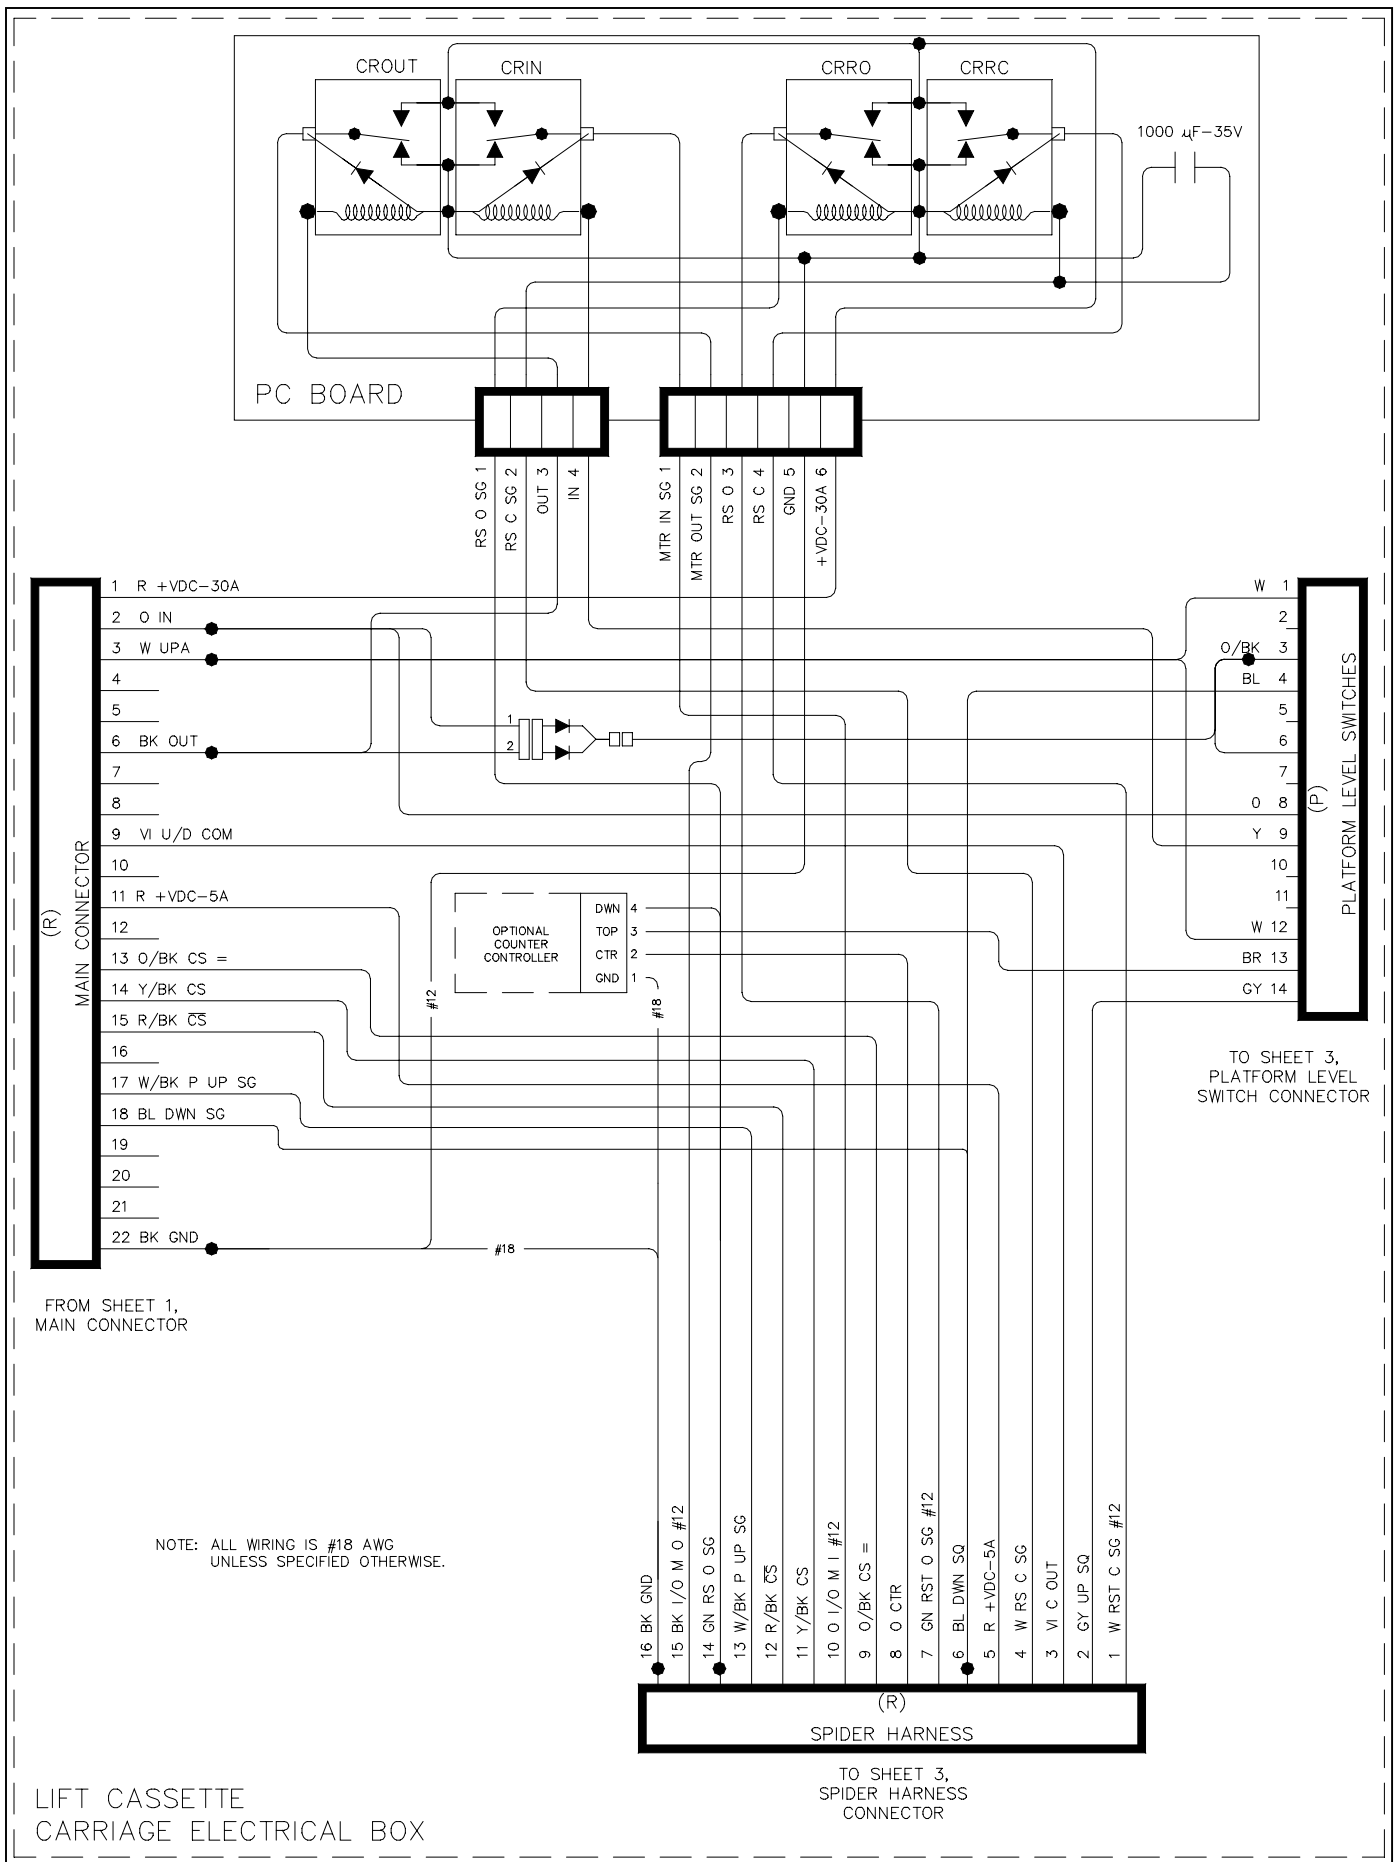 CROUT
CRIN
CRRO
CRRC
1000 µF-35V
PC BOARD
RS O SG 1
RS C SG 2
OUT 3
IN 4
MTR IN SG 1
MTR OUT SG 2
RS O 3
RS C 4
GND 5
+VDC-30A 6
(R)
MAIN CONNECTOR
1 R +VDC-30A
2 O IN
3 W UPA
4
5
6 BK OUT
7
8
9 VI U/D COM
10
11 R +VDC-5A
12
13 O/BK CS =
14 Y/BK CS
15 R/BK C̅S̅
16
17 W/BK P UP SG
18 BL DWN SG
19
20
21
22 BK GND
FROM SHEET 1,
MAIN CONNECTOR
1
2
OPTIONAL
COUNTER
CONTROLLER
DWN 4
TOP 3
CTR 2
GND 1
#12
#18
#18
W 1
2
O/BK 3
BL 4
5
6
7
O 8
Y 9
10
11
W 12
BR 13
GY 14
(P)
PLATFORM LEVEL SWITCHES
TO SHEET 3,
PLATFORM LEVEL
SWITCH CONNECTOR
NOTE: ALL WIRING IS #18 AWG
UNLESS SPECIFIED OTHERWISE.
16 BK GND
15 BK I/O M O #12
14 GN RS O SG
13 W/BK P UP SG
12 R/BK C̅S̅
11 Y/BK CS
10 O I/O M I #12
9 O/BK CS =
8 O CTR
7 GN RST O SG #12
6 BL DWN SQ
5 R +VDC-5A
4 W RS C SG
3 VI C OUT
2 GY UP SQ
1 W RST C SG #12
(R)
SPIDER HARNESS
TO SHEET 3,
SPIDER HARNESS
CONNECTOR
LIFT CASSETTE
CARRIAGE ELECTRICAL BOX